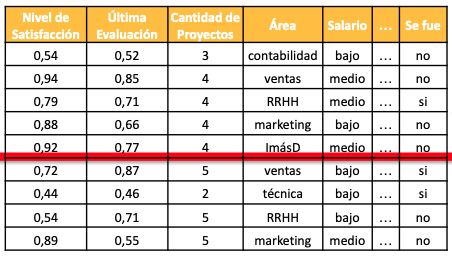 Nivel de Satisfacción Última Evaluación Cantidad de Proyectos Área Salario ... Se fue
0,54 0,52 3 contabilidad bajo ... no
0,94 0,85 4 ventas medio ... no
0,79 0,71 4 RRHH medio ... si
0,88 0,66 4 marketing bajo ... no
0,92 0,77 4 ImásD medio ... no
0,72 0,87 5 ventas bajo ... si
0,44 0,46 2 técnica bajo ... si
0,54 0,71 5 RRHH bajo ... no
0,89 0,55 5 marketing medio ... no